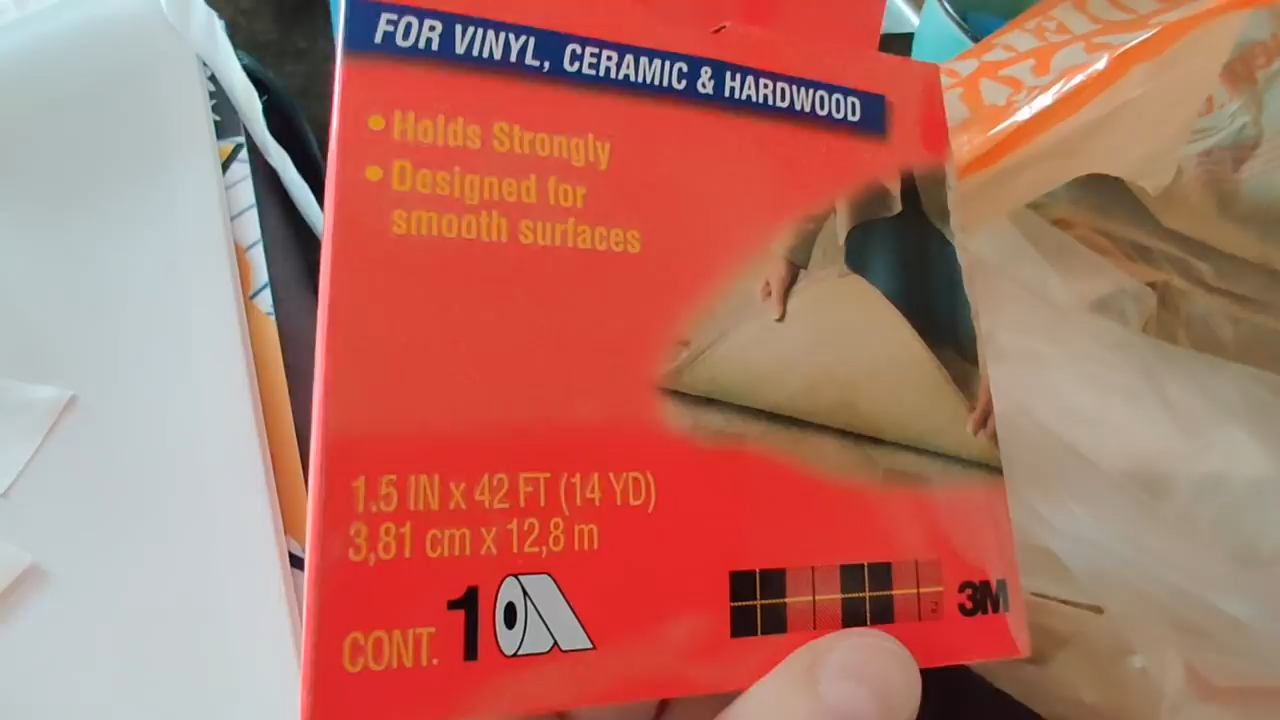 FOR VINYL, CERAMIC & HARDWOOD
• Holds Strongly
• Designed for
smooth surfaces
1.5 IN x 42 FT (14 YD)
3,81 cm x 12,8 m
CONT. 1
3M